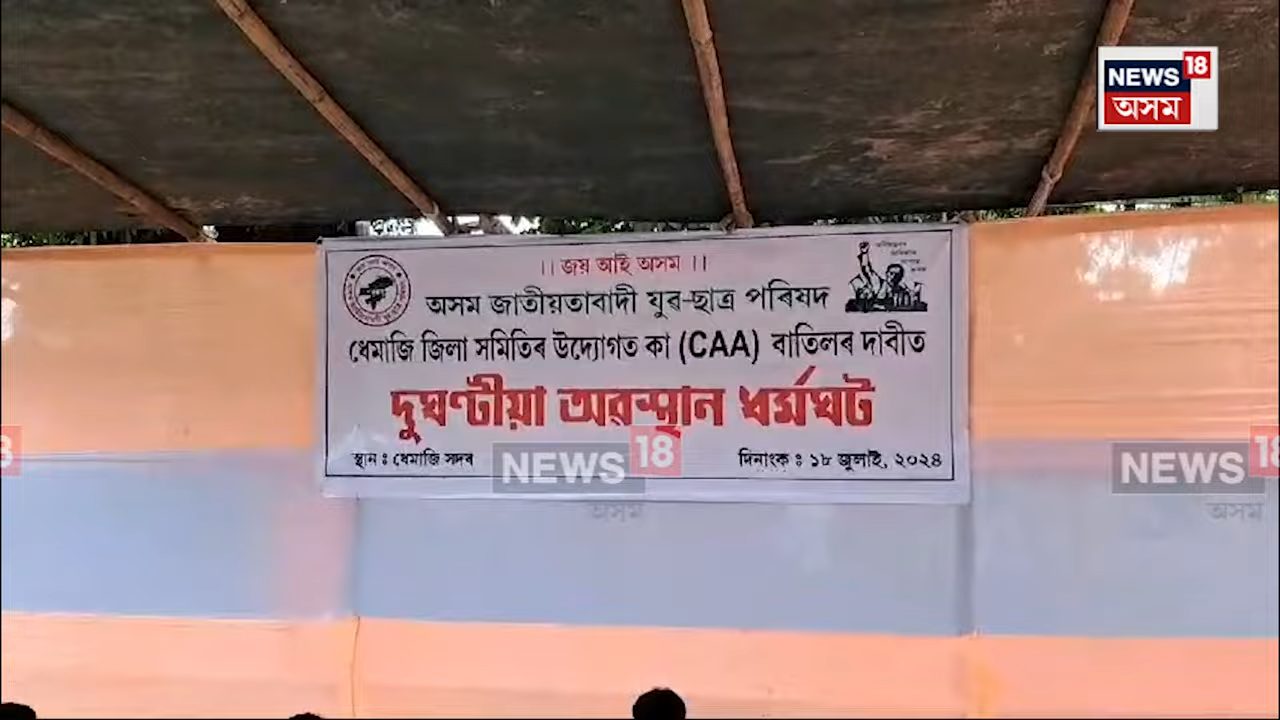 NEWS 18
অসম
।। জয় আই অসম ।।
অসম জাতীয়তাবাদী যুৱ-ছাত্ৰ পৰিষদ
ধেমাজি জিলা সমিতিৰ উদ্যোগত কা (CAA) বাতিলৰ দাবীত
দুঘণ্টীয়া অৱস্থান ধৰ্মঘট
স্থান : ধেমাজি সদৰ
দিনাংক : ১৮ জুলাই, ২০২৪
NEWS 18
অসম
NEWS 18
অসম